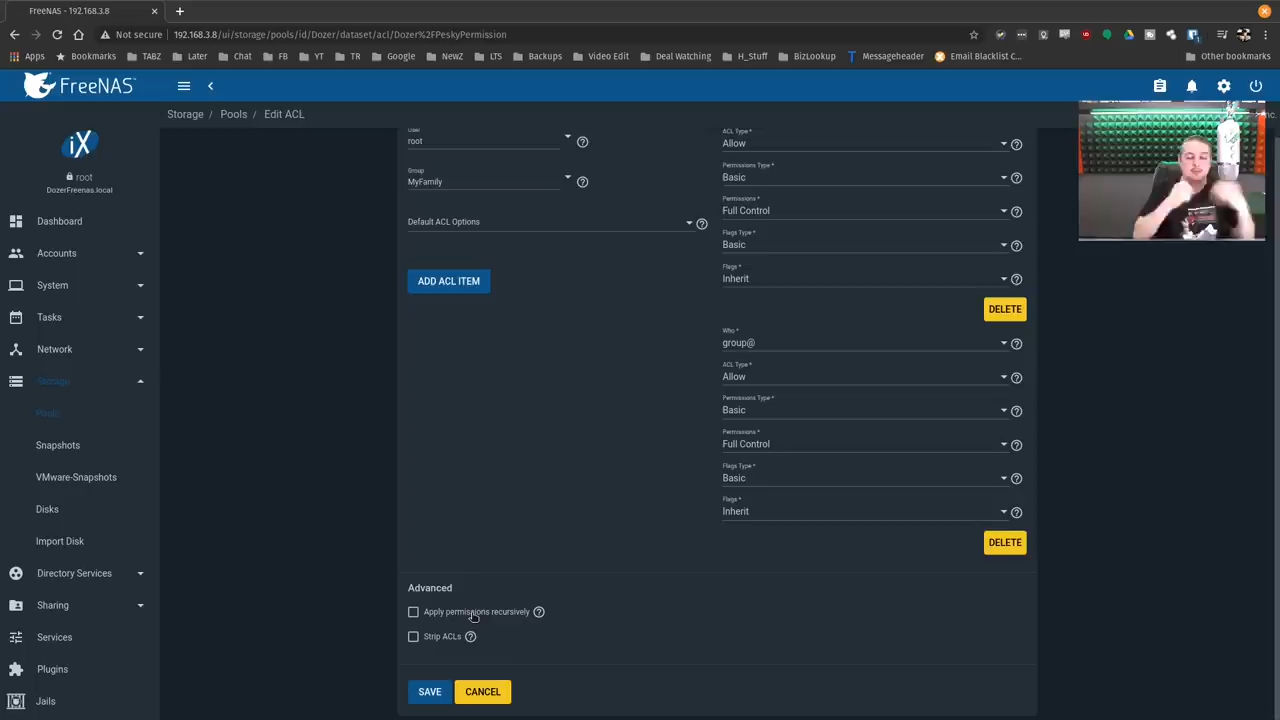 FreeNAS - 192.168.3.8
Not secure
192.168.3.8/ui/storage/pools/id/Dozer/dataset/acl/Dozer%2FPeskyPermission
Apps
Bookmarks
TABZ
Later
Chat
FB
YT
TR
Google
NewZ
LTS
Backups
Video Edit
Deal Watching
H_Stuff
BizLookup
Messageheader
Email Blacklist C...
Other bookmarks
FreeNAS
Storage / Pools / Edit ACL
nc.
iX
root
DozerFreenas.local
Dashboard
Accounts
System
Tasks
Network
Storage
Pools
Snapshots
VMware-Snapshots
Disks
Import Disk
Directory Services
Sharing
Services
Plugins
Jails
User
root
Group
MyFamily
Default ACL Options
ADD ACL ITEM
ACL Type *
Allow
Permissions Type *
Basic
Permissions *
Full Control
Flags Type *
Basic
Flags *
Inherit
DELETE
Who *
group@
ACL Type *
Allow
Permissions Type *
Basic
Permissions *
Full Control
Flags Type *
Basic
Flags *
Inherit
DELETE
Advanced
Apply permissions recursively
Strip ACLs
SAVE
CANCEL